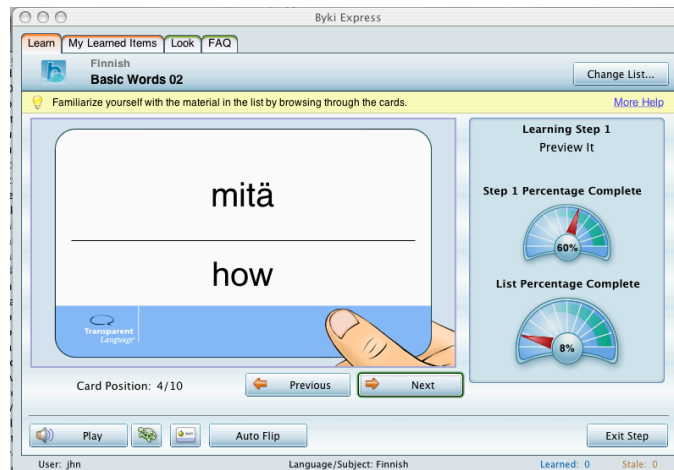 Byki Express
Learn My Learned Items Look FAQ
Finnish
Basic Words 02
Change List...
Familiarize yourself with the material in the list by browsing through the cards. More Help
mitä
how
Transparent
Language
Card Position: 4/10
Previous
Next
Learning Step 1
Preview It
Step 1 Percentage Complete
60%
List Percentage Complete
8%
Play
Auto Flip
Exit Step
User: jhn Language/Subject: Finnish Learned: 0 Stale: 0